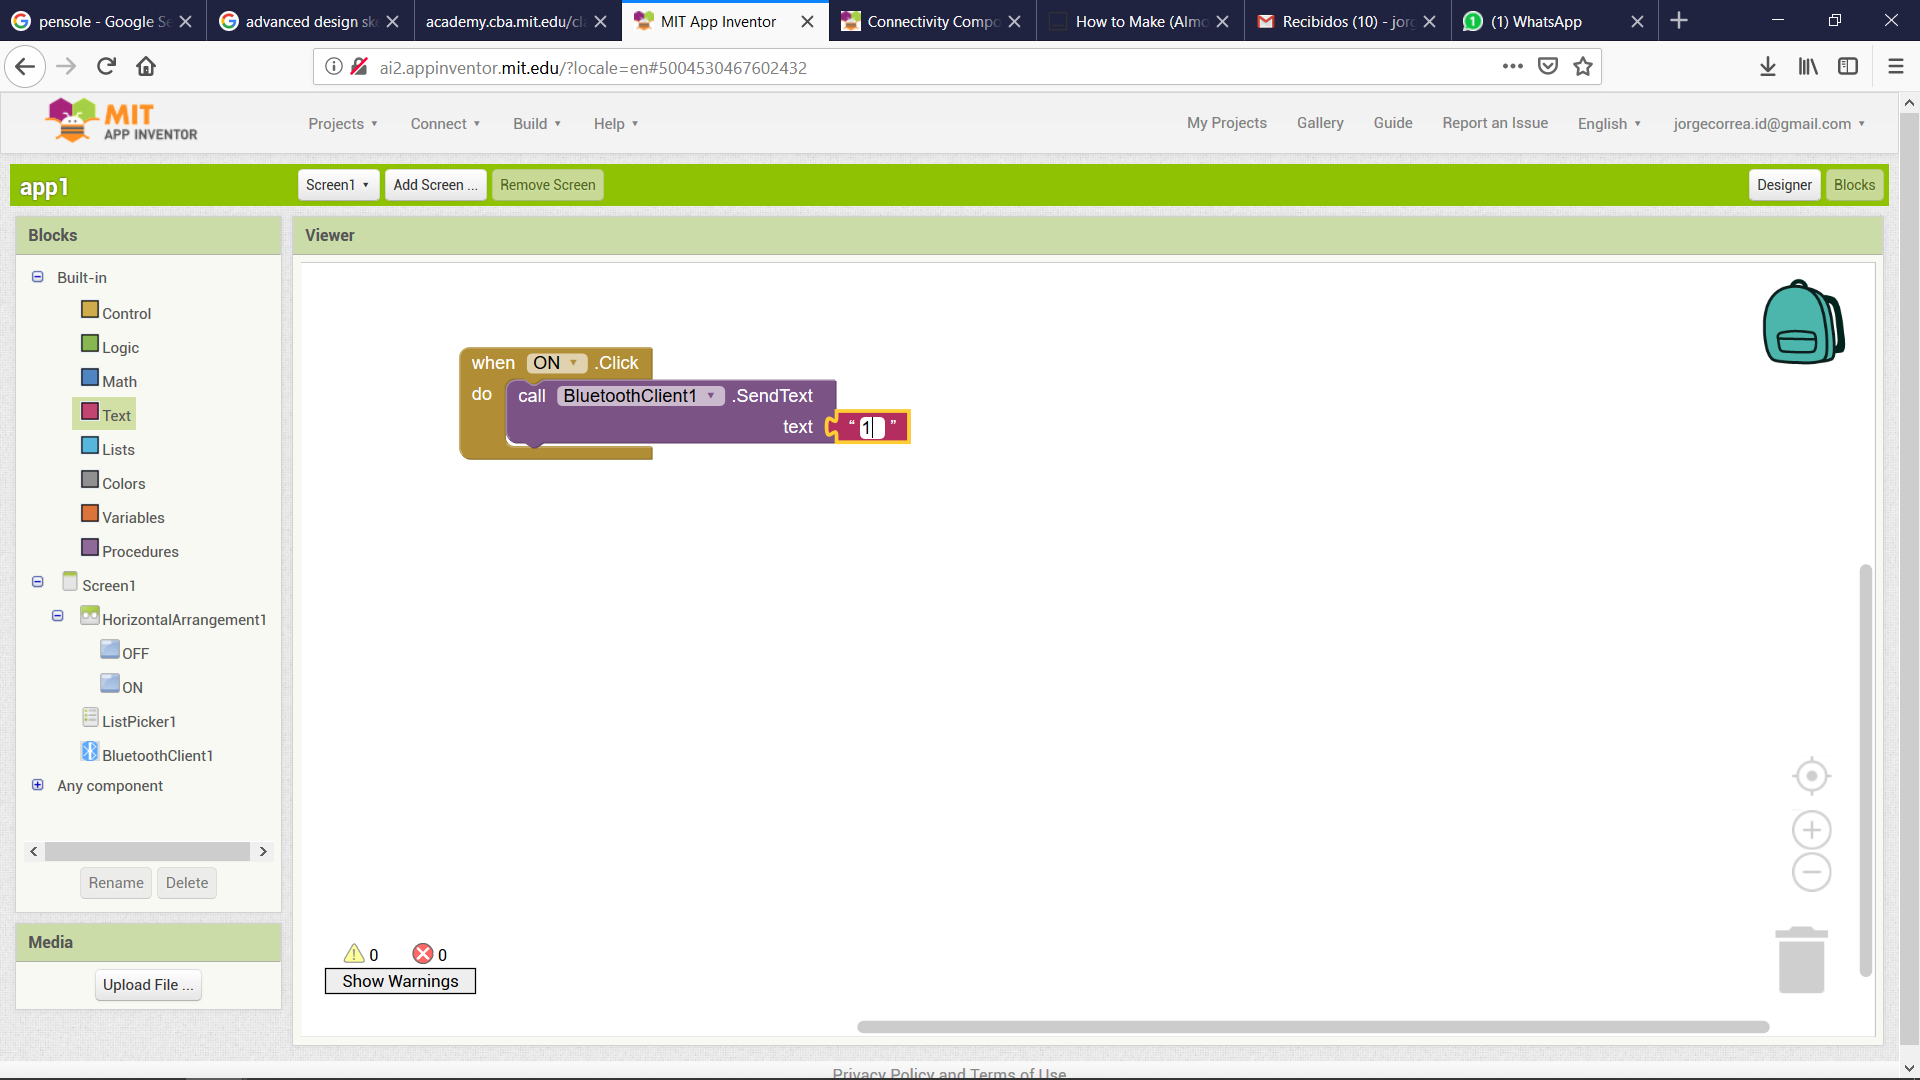 pensole - Google Se
advanced design ske
academy.cba.mit.edu/cla
MIT App Inventor
Connectivity Compo
How to Make (Almo
Recibidos (10) - jorg
(1) WhatsApp
ai2.appinventor.mit.edu/?locale=en#5004530467602432
MIT
APP INVENTOR
Projects
Connect
Build
Help
My Projects
Gallery
Guide
Report an Issue
English
jorgecorrea.id@gmail.com
app1
Screen1
Add Screen ...
Remove Screen
Designer
Blocks
Blocks
Viewer
Built-in
Control
Logic
Math
Text
Lists
Colors
Variables
Procedures
Screen1
HorizontalArrangement1
OFF
ON
ListPicker1
BluetoothClient1
Any component
Rename
Delete
Media
Upload File ...
when ON .Click
do call BluetoothClient1 .SendText
text “ 1 ”
0 0
Show Warnings
Privacy Policy and Terms of Use